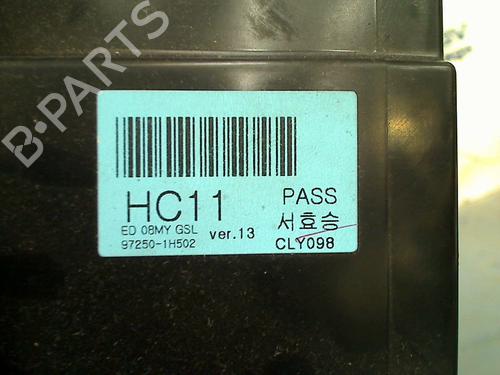 B-PARTS
HC11
PASS
ED 08MY GSL
97250-1H502
ver.13
서효승
CLY098